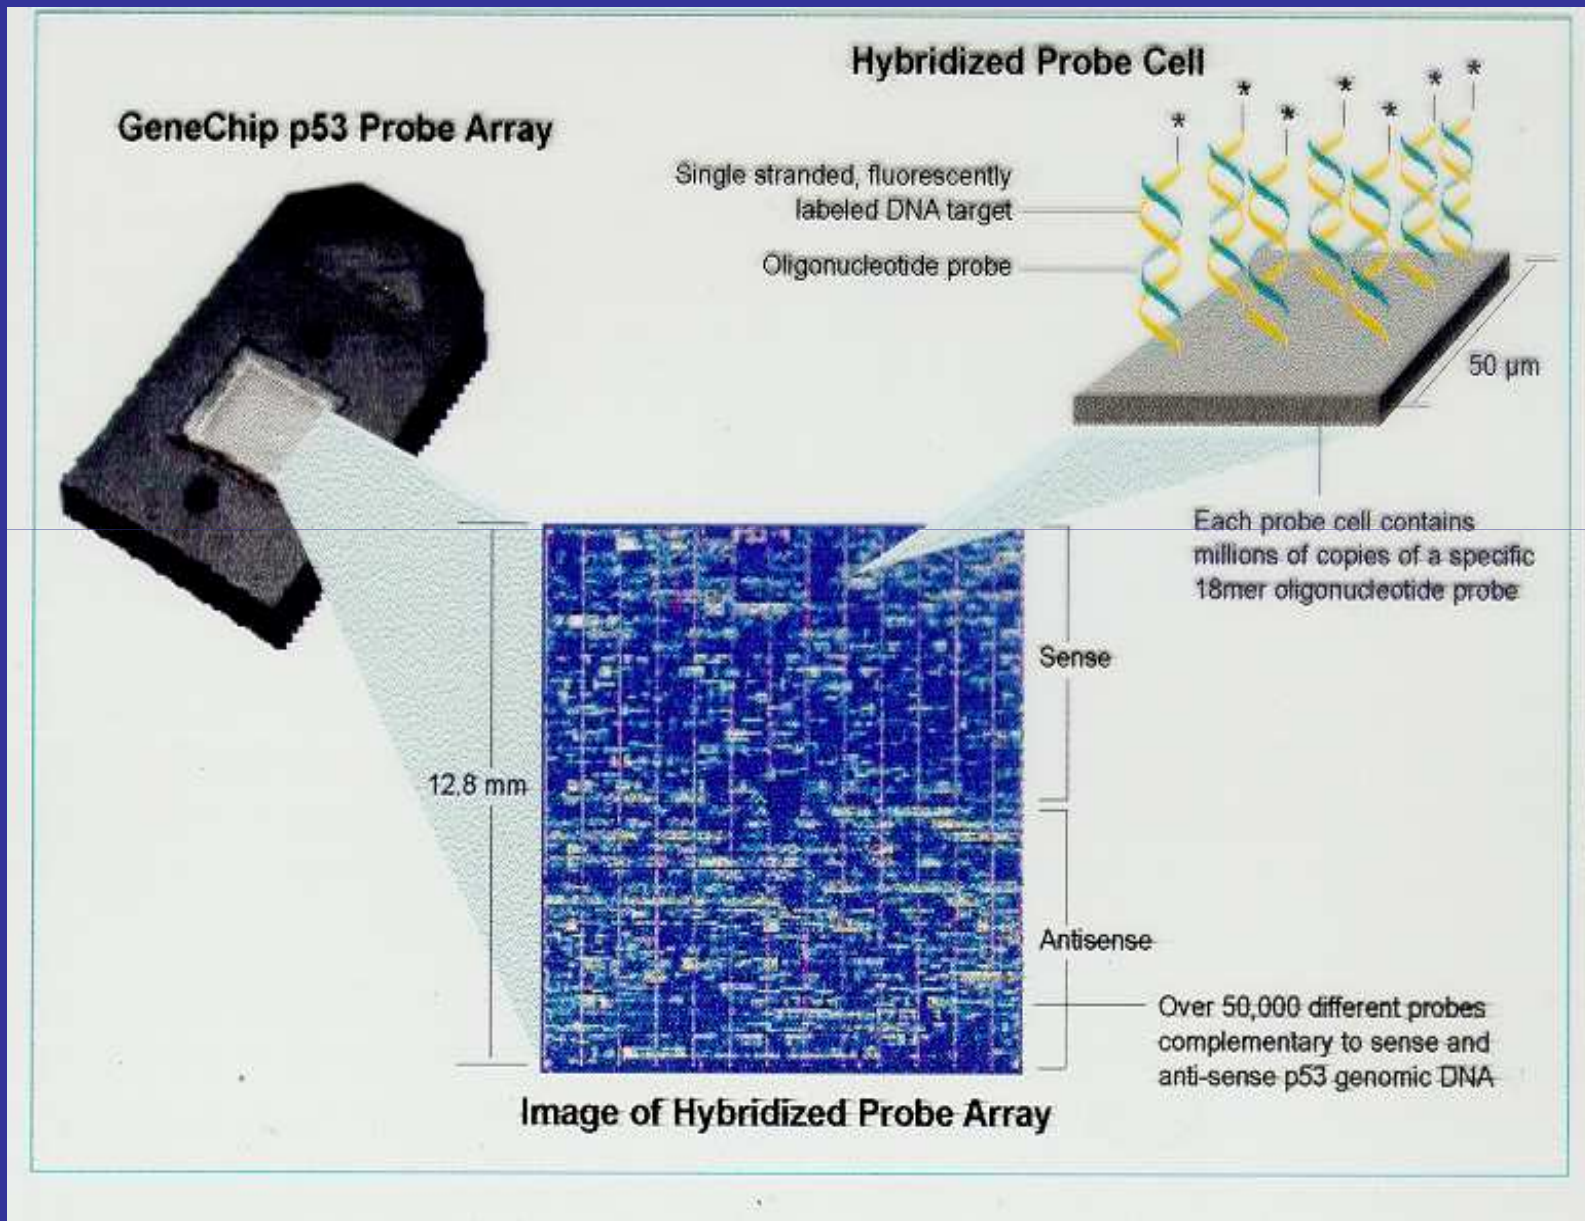 Hybridized Probe Cell
GeneChip p53 Probe Array
* * * * * * * *
Single stranded, fluorescently
labeled DNA target
Oligonucleotide probe
50 µm
Each probe cell contains
millions of copies of a specific
18mer oligonucleotide probe
Sense
12.8 mm
Antisense
Over 50,000 different probes
complementary to sense and
anti-sense p53 genomic DNA
Image of Hybridized Probe Array